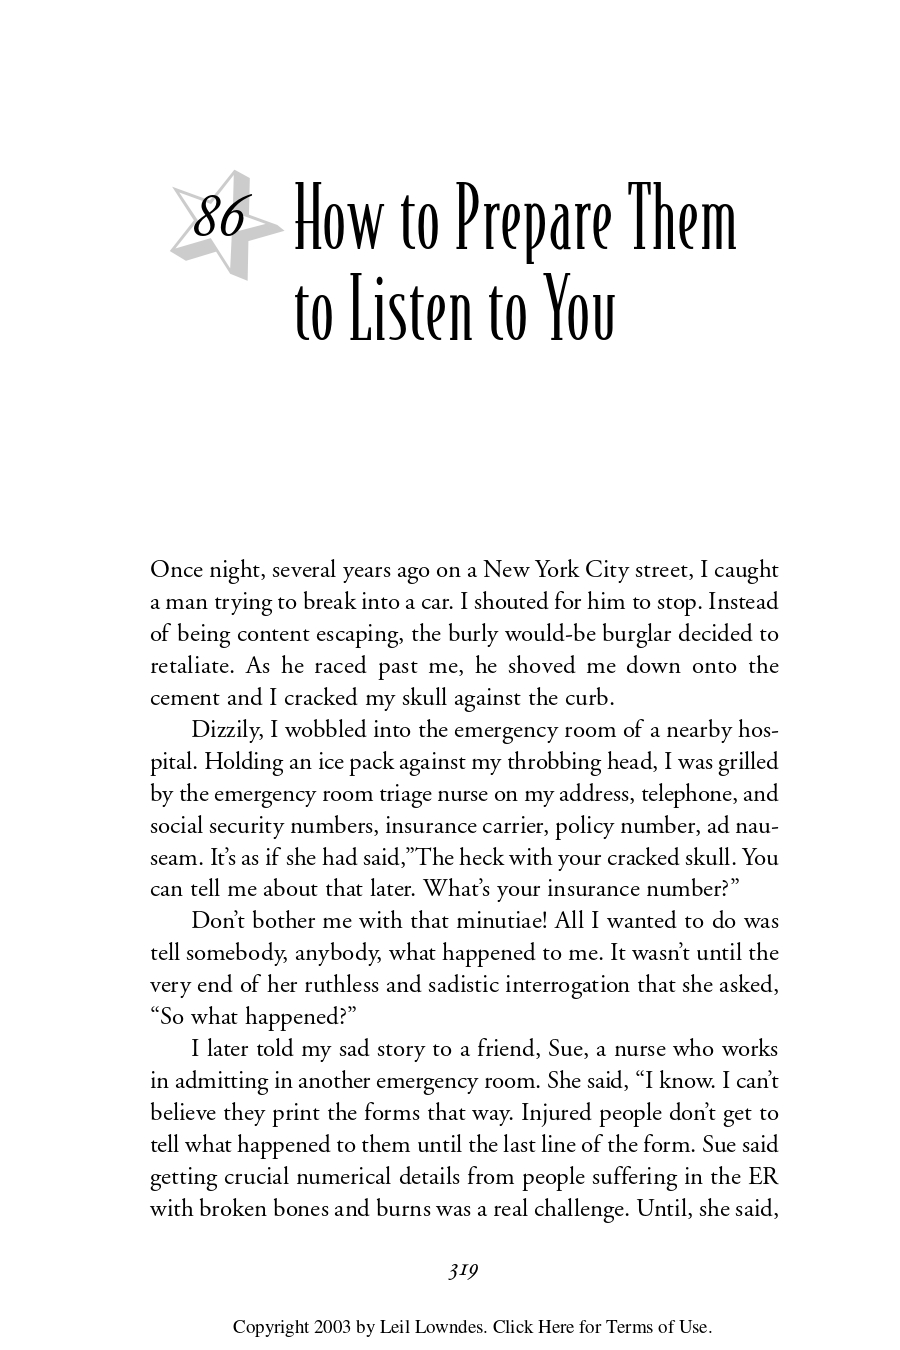 86 How to Prepare Them
to Listen to You
Once night, several years ago on a New York City street, I caught
a man trying to break into a car. I shouted for him to stop. Instead
of being content escaping, the burly would-be burglar decided to
retaliate. As he raced past me, he shoved me down onto the
cement and I cracked my skull against the curb.
Dizzily, I wobbled into the emergency room of a nearby hos-
pital. Holding an ice pack against my throbbing head, I was grilled
by the emergency room triage nurse on my address, telephone, and
social security numbers, insurance carrier, policy number, ad nau-
seam. It’s as if she had said,”The heck with your cracked skull. You
can tell me about that later. What’s your insurance number?”
Don’t bother me with that minutiae! All I wanted to do was
tell somebody, anybody, what happened to me. It wasn’t until the
very end of her ruthless and sadistic interrogation that she asked,
“So what happened?”
I later told my sad story to a friend, Sue, a nurse who works
in admitting in another emergency room. She said, “I know. I can’t
believe they print the forms that way. Injured people don’t get to
tell what happened to them until the last line of the form. Sue said
getting crucial numerical details from people suffering in the ER
with broken bones and burns was a real challenge. Until, she said,
319
Copyright 2003 by Leil Lowndes. Click Here for Terms of Use.